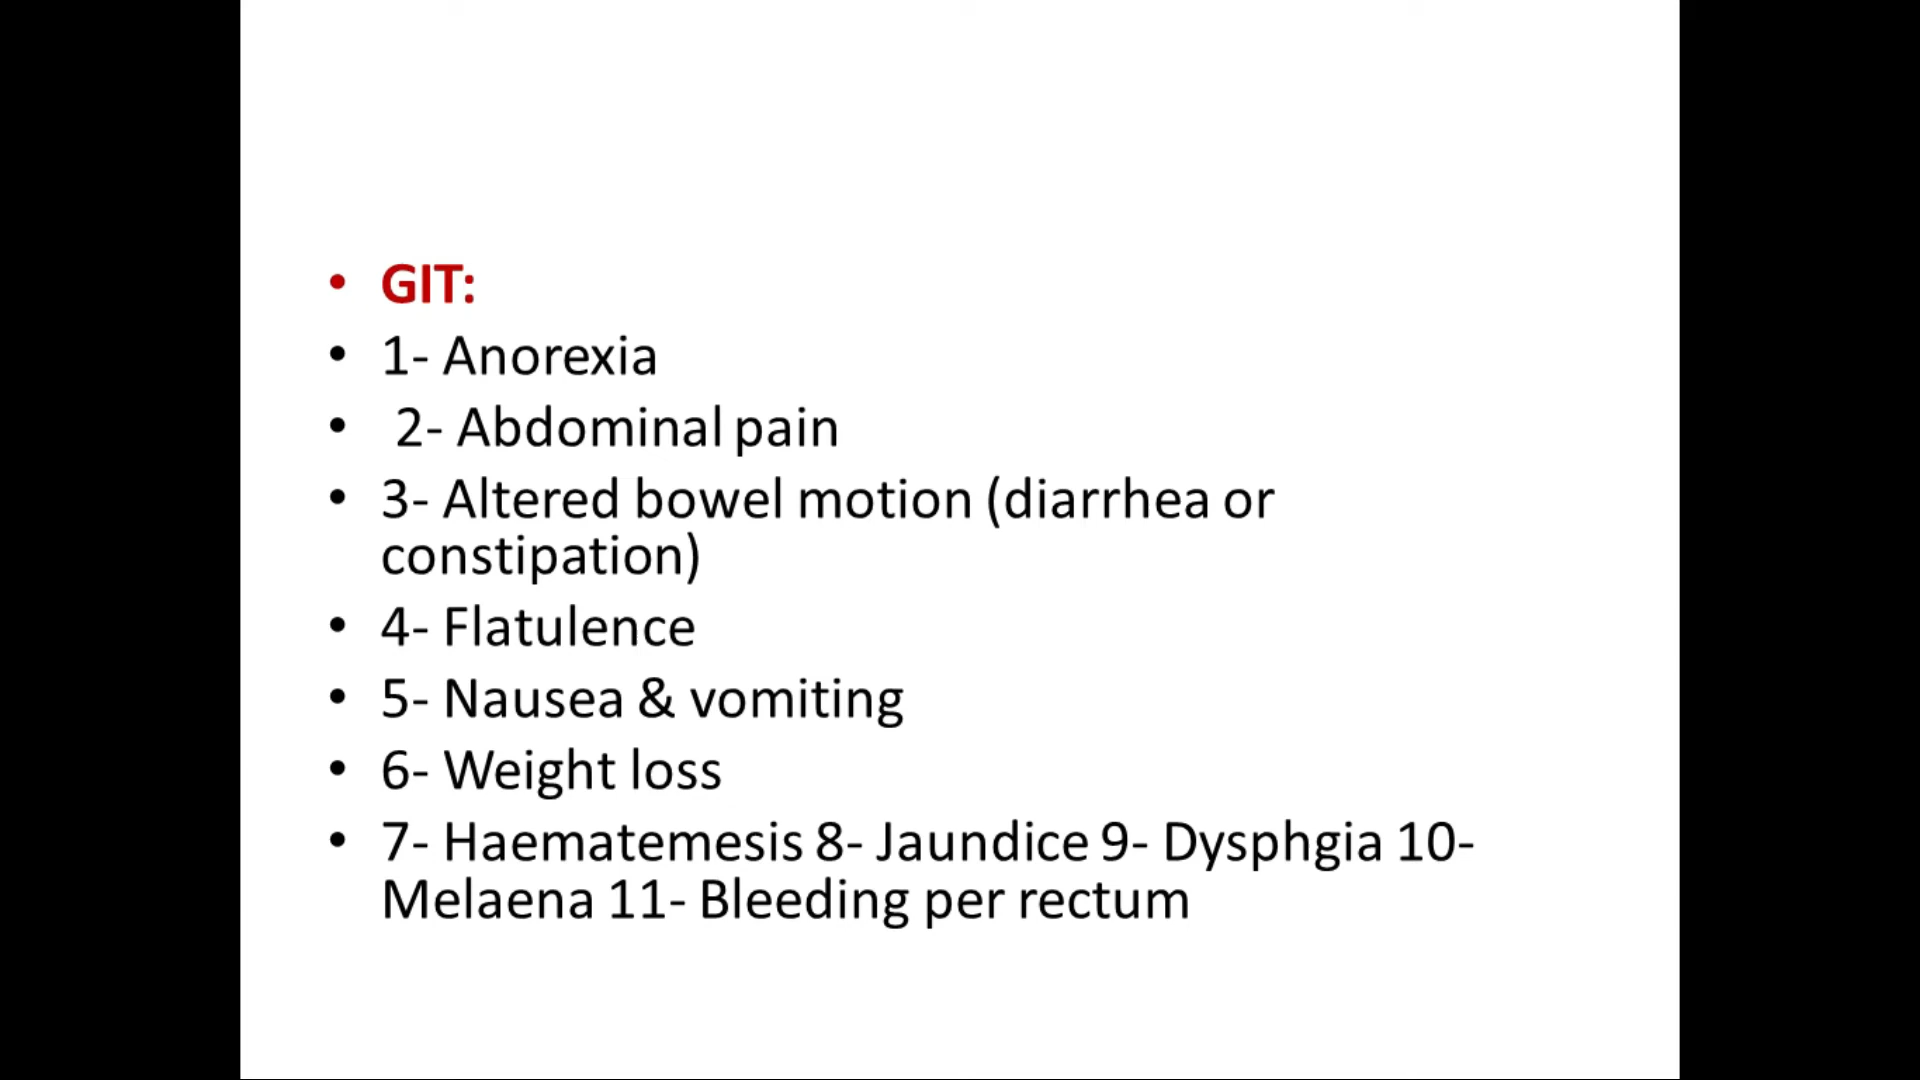 • GIT:
• 1- Anorexia
• 2- Abdominal pain
• 3- Altered bowel motion (diarrhea or
constipation)
• 4- Flatulence
• 5- Nausea & vomiting
• 6- Weight loss
• 7- Haematemesis 8- Jaundice 9- Dysphgia 10-
Melaena 11- Bleeding per rectum